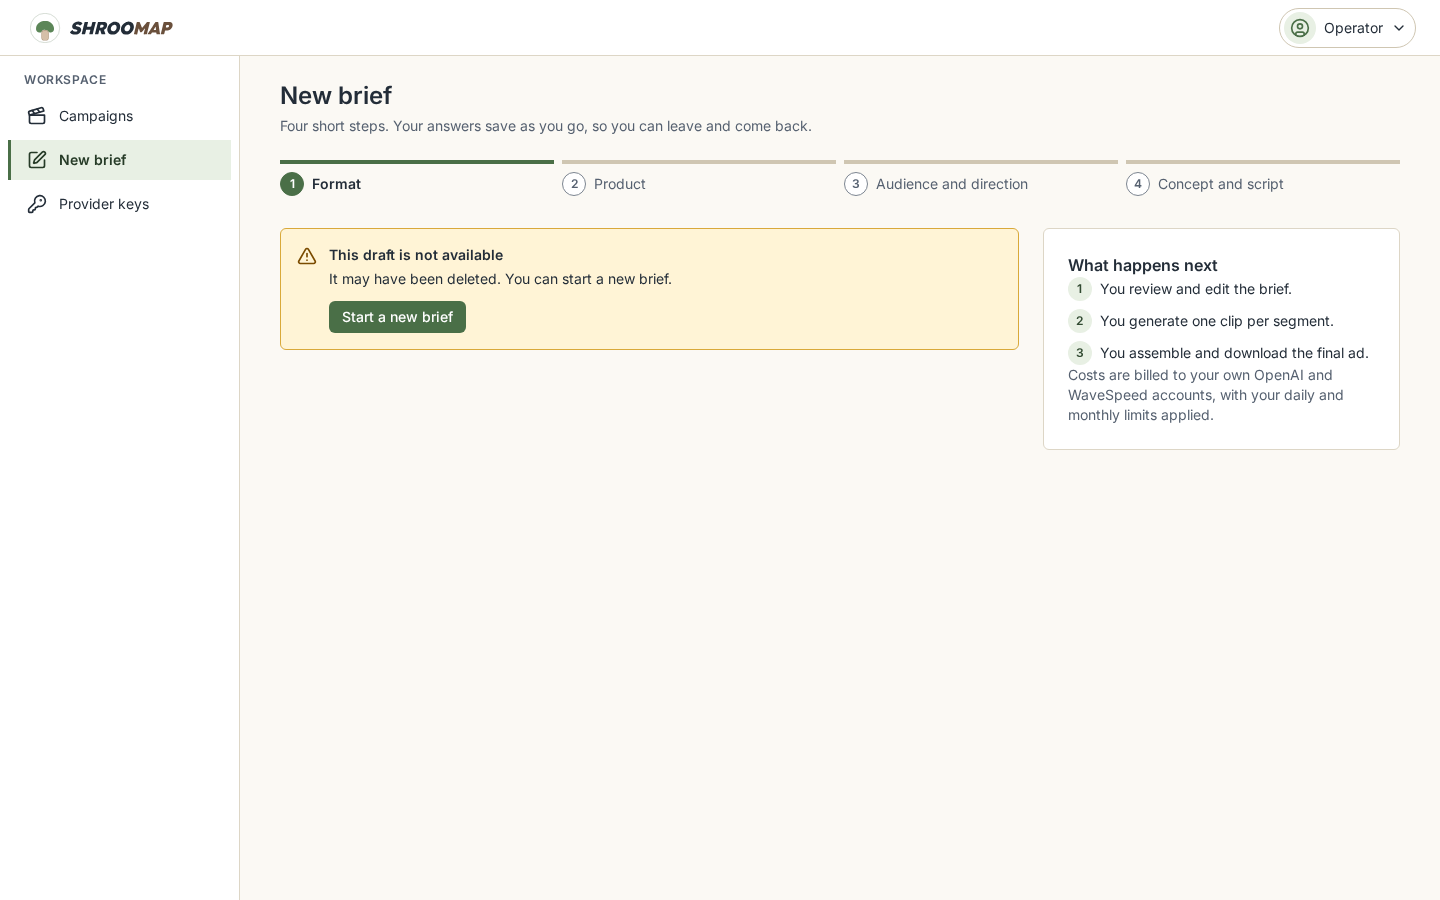 SHROOMAP
Operator
WORKSPACE
Campaigns
New brief
Provider keys
New brief
Four short steps. Your answers save as you go, so you can leave and come back.
1 Format
2 Product
3 Audience and direction
4 Concept and script
This draft is not available
It may have been deleted. You can start a new brief.
Start a new brief
What happens next
1 You review and edit the brief.
2 You generate one clip per segment.
3 You assemble and download the final ad.
Costs are billed to your own OpenAI and
WaveSpeed accounts, with your daily and
monthly limits applied.